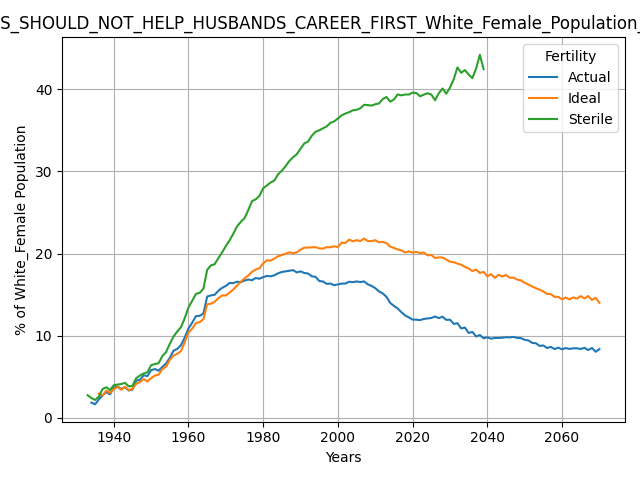 S_SHOULD_NOT_HELP_HUSBANDS_CAREER_FIRST_White_Female_Population_
Fertility
Actual
Ideal
Sterile
% of White_Female Population
40
30
20
10
0
1940 1960 1980 2000 2020 2040 2060
Years